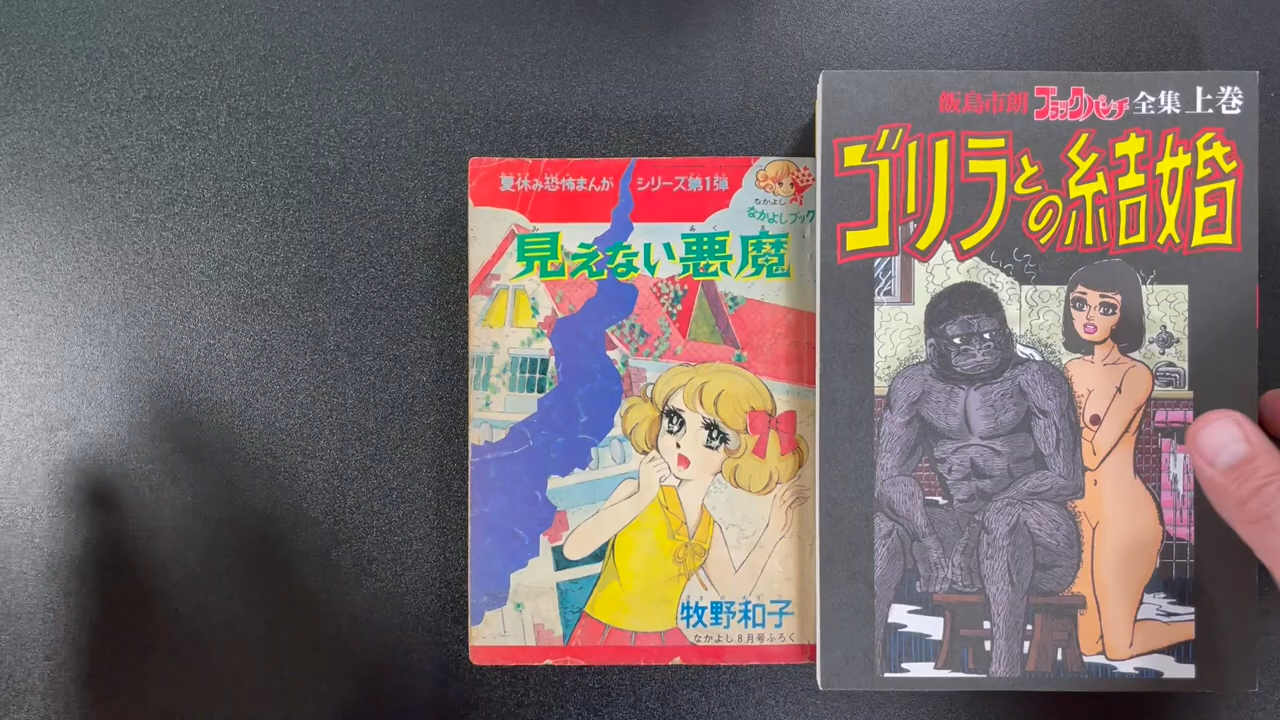 夏休み恐怖まんが シリーズ第1弾
なかよし
なかよしブック
み あく ま
見えない悪魔
牧野和子
なかよし8月号ふろく
飯島市朗 ブラックパンチ 全集 上巻
ゴリラとの結婚